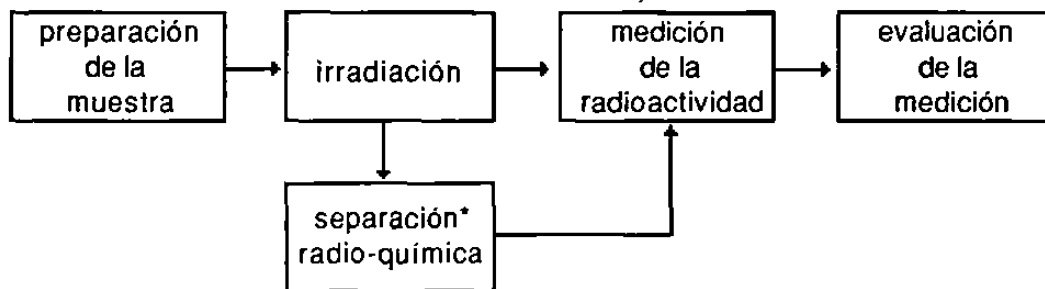 preparación
de la
muestra
irradiación
medición
de la
radioactividad
evaluación
de la
medición
separación*
radio-química